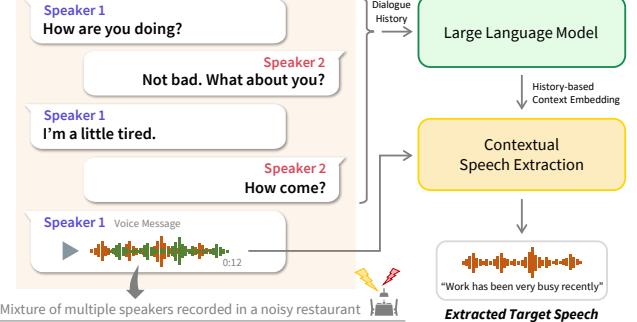 Speaker 1
How are you doing?
Speaker 2
Not bad. What about you?
Speaker 1
I'm a little tired.
Speaker 2
How come?
Speaker 1 Voice Message
0:12
Mixture of multiple speakers recorded in a noisy restaurant
Dialogue
History
Large Language Model
History-based
Context Embedding
Contextual
Speech Extraction
“Work has been very busy recently”
Extracted Target Speech